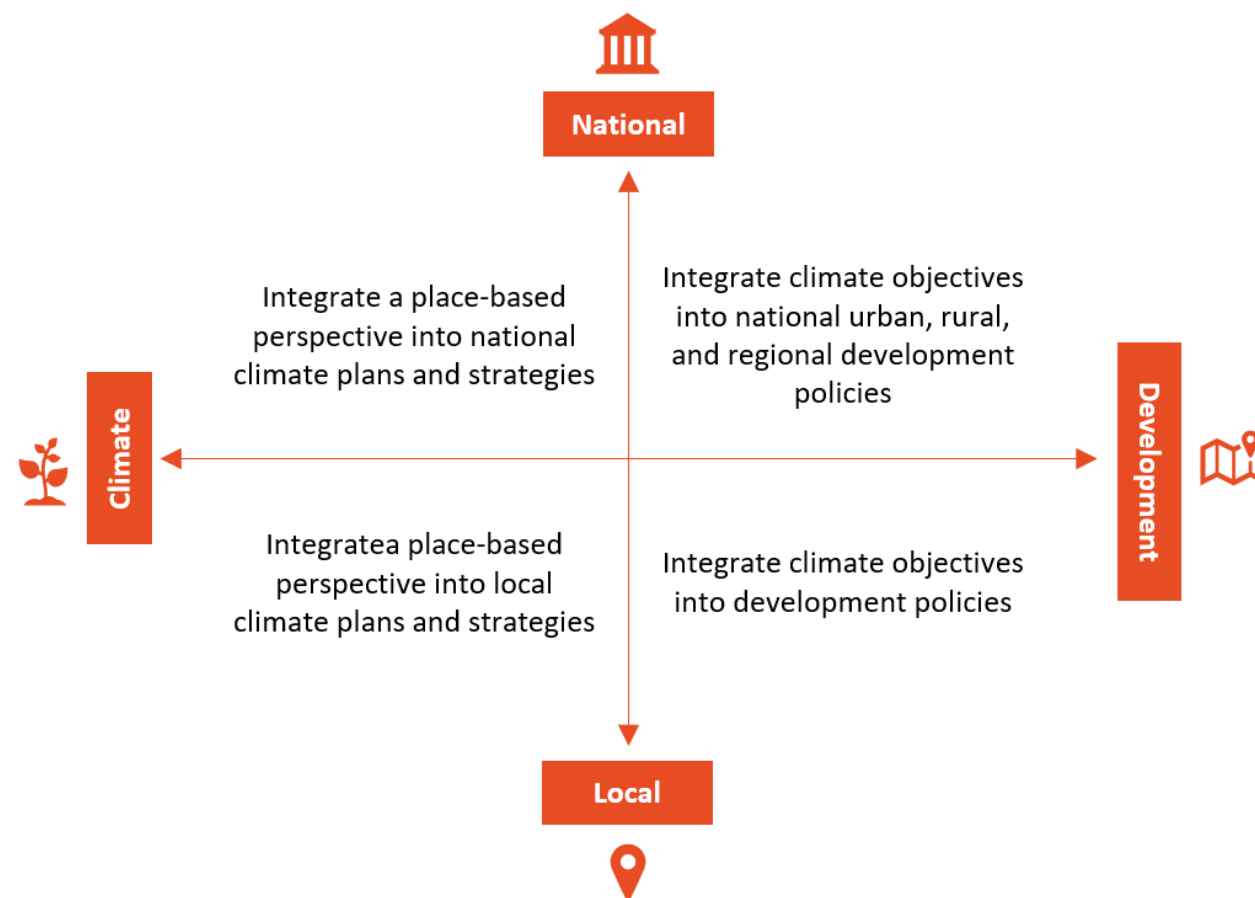 National
Integrate a place-based
perspective into national
climate plans and strategies
Integrate climate objectives
into national urban, rural,
and regional development
policies
Climate
Development
Integratea place-based
perspective into local
climate plans and strategies
Integrate climate objectives
into development policies
Local